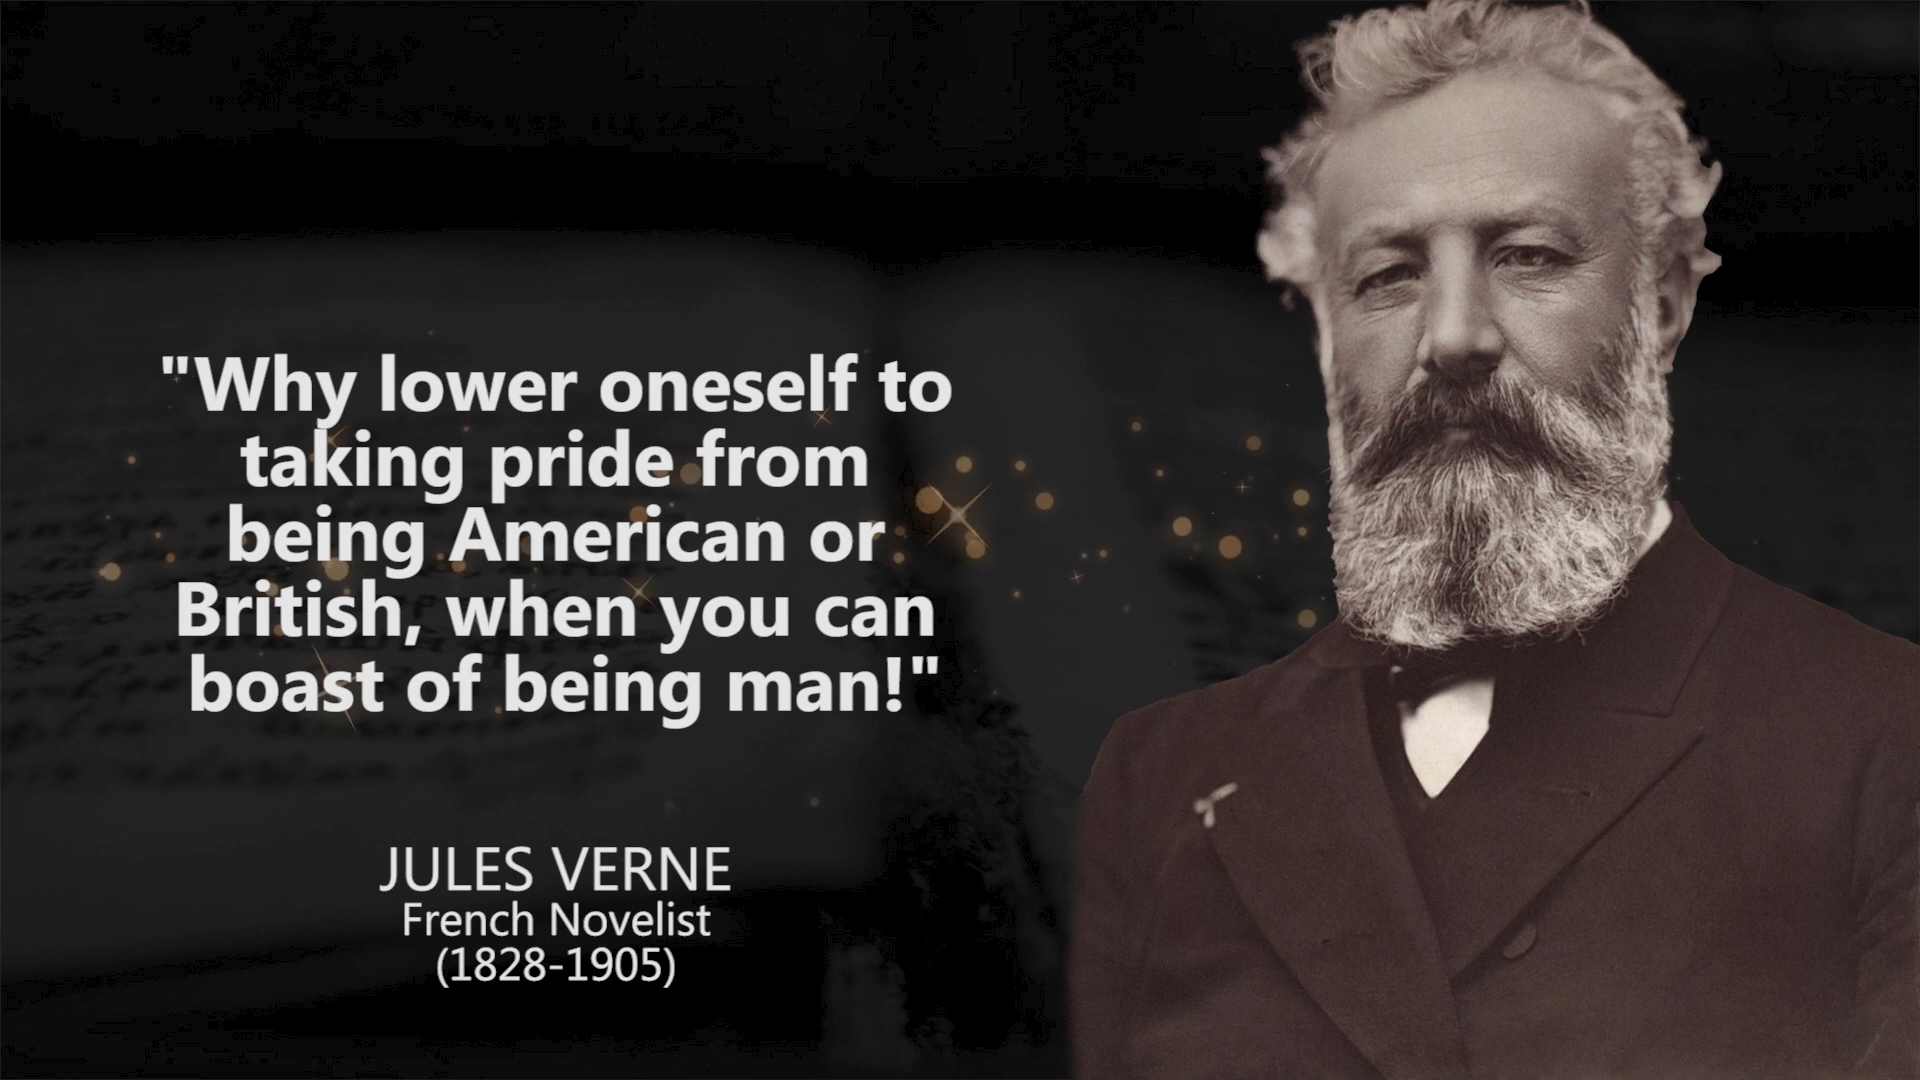 "Why lower oneself to
taking pride from
being American or
British, when you can
boast of being man!"
JULES VERNE
French Novelist
(1828-1905)